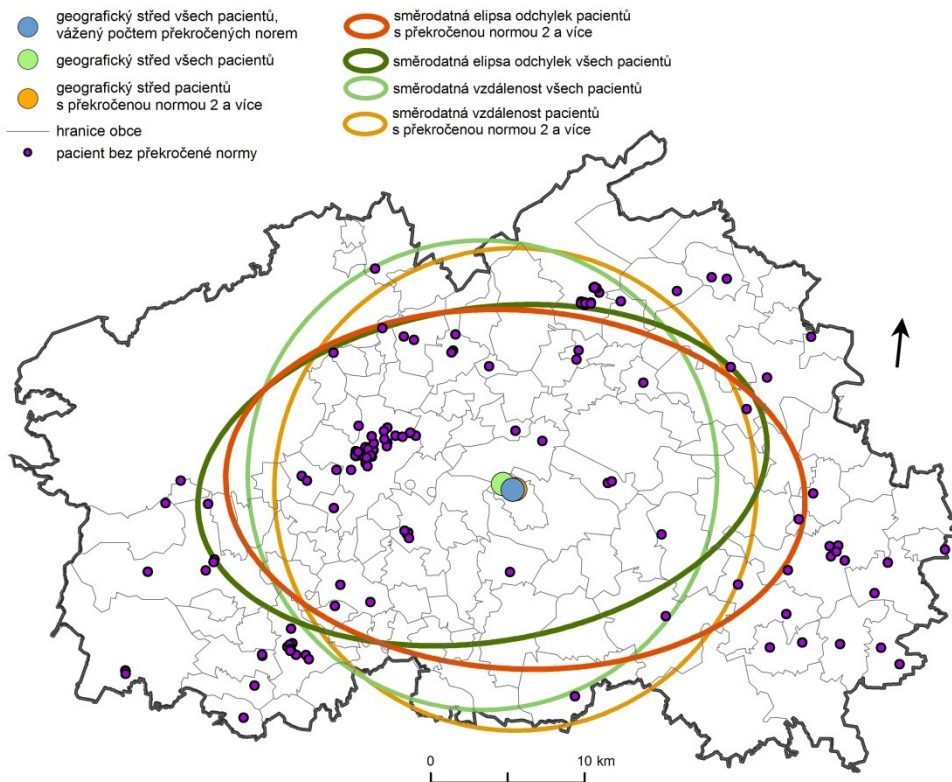 geografický střed všech pacientů,
vážený počtem překročených norem
geografický střed všech pacientů
geografický střed pacientů
s překročenou normou 2 a více
hranice obce
pacient bez překročené normy
směrodatná elipsa odchylek pacientů
s překročenou normou 2 a více
směrodatná elipsa odchylek všech pacientů
směrodatná vzdálenost všech pacientů
směrodatná vzdálenost pacientů
s překročenou normou 2 a více
0 10 km